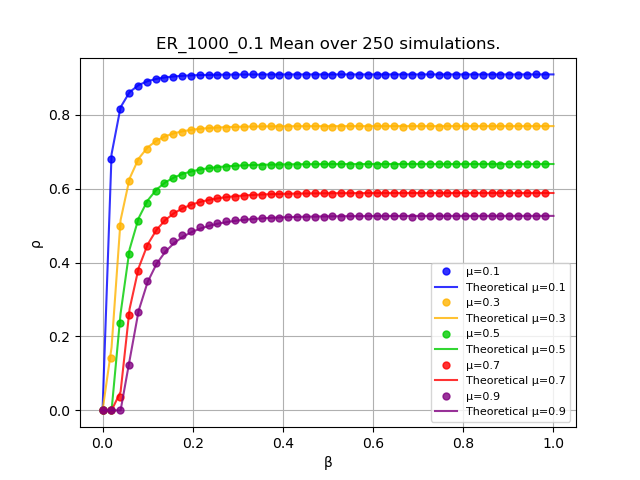 ER_1000_0.1 Mean over 250 simulations.
ρ
0.8
0.6
0.4
0.2
0.0
0.0 0.2 0.4 0.6 0.8 1.0
β
μ=0.1
Theoretical μ=0.1
μ=0.3
Theoretical μ=0.3
μ=0.5
Theoretical μ=0.5
μ=0.7
Theoretical μ=0.7
μ=0.9
Theoretical μ=0.9